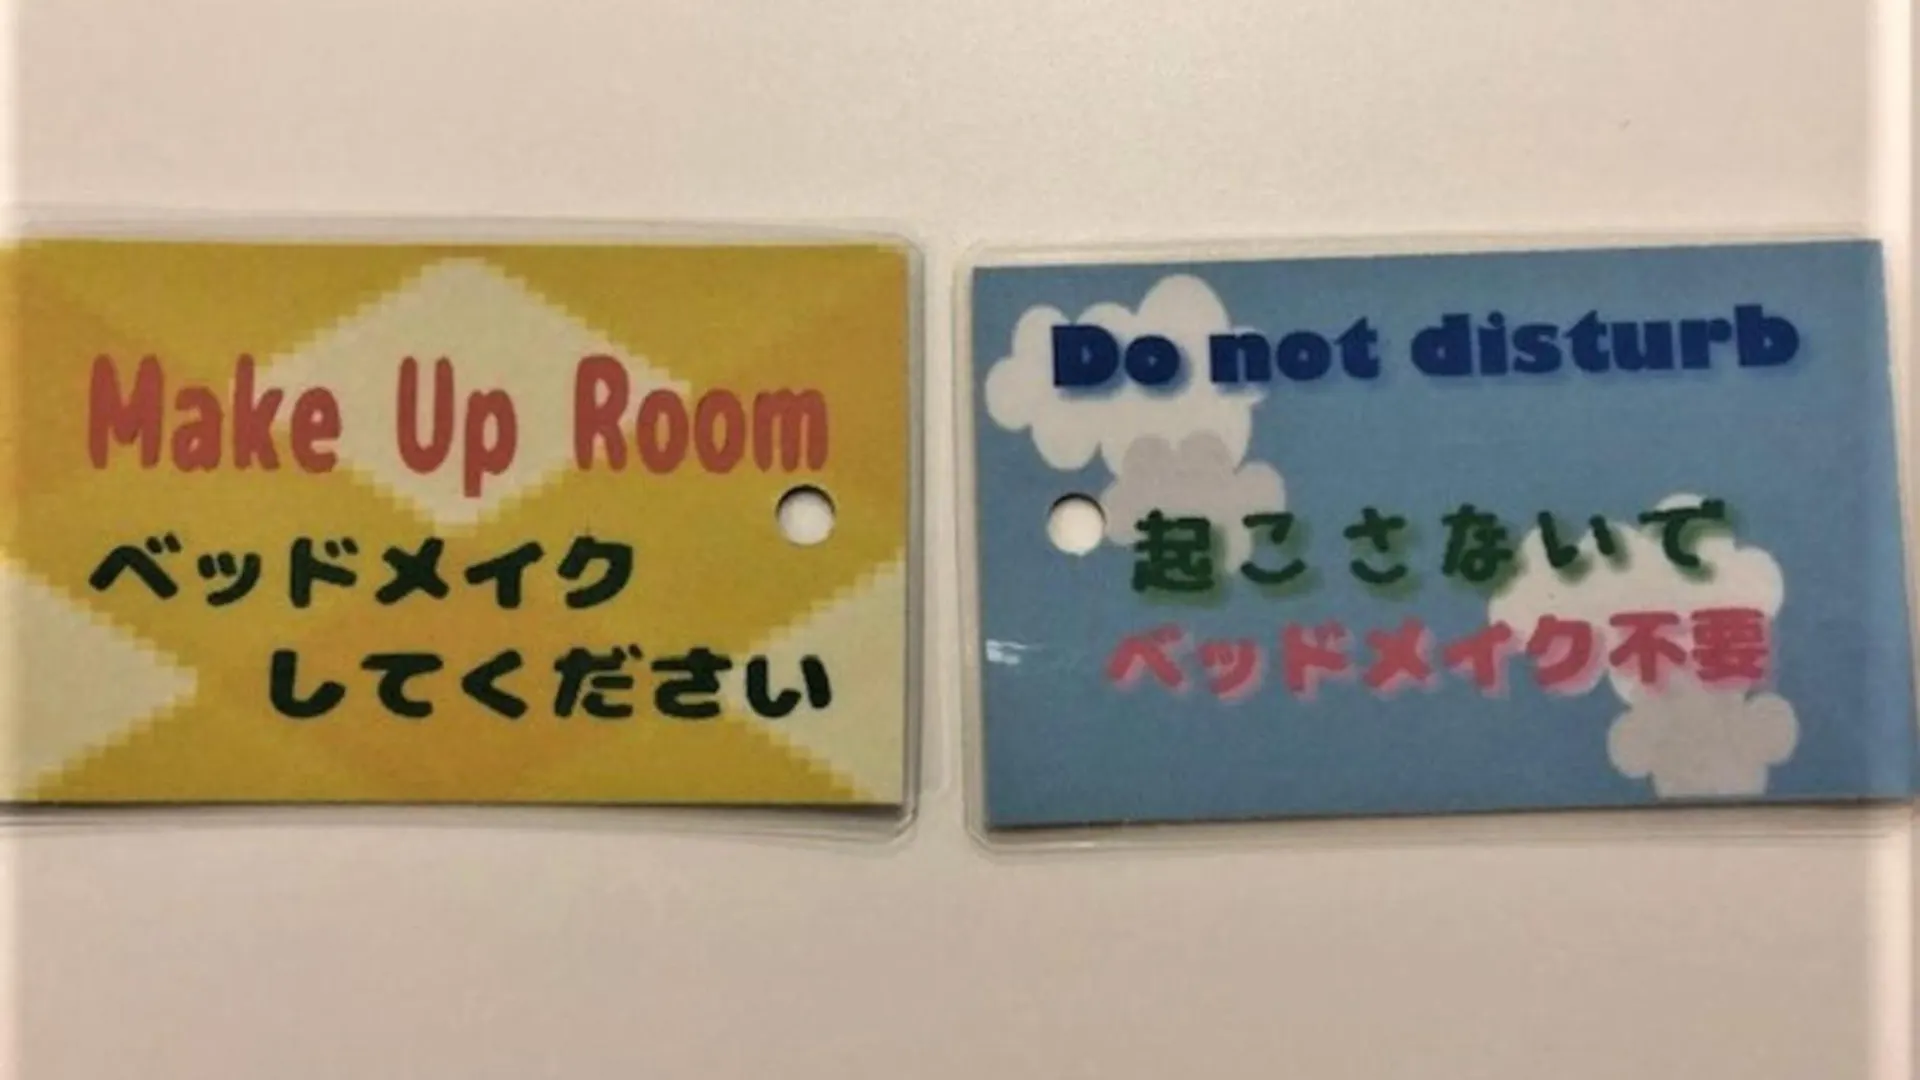 Make Up Room
ベッドメイク
してください
Do not disturb
起こさないで
ベッドメイク不要